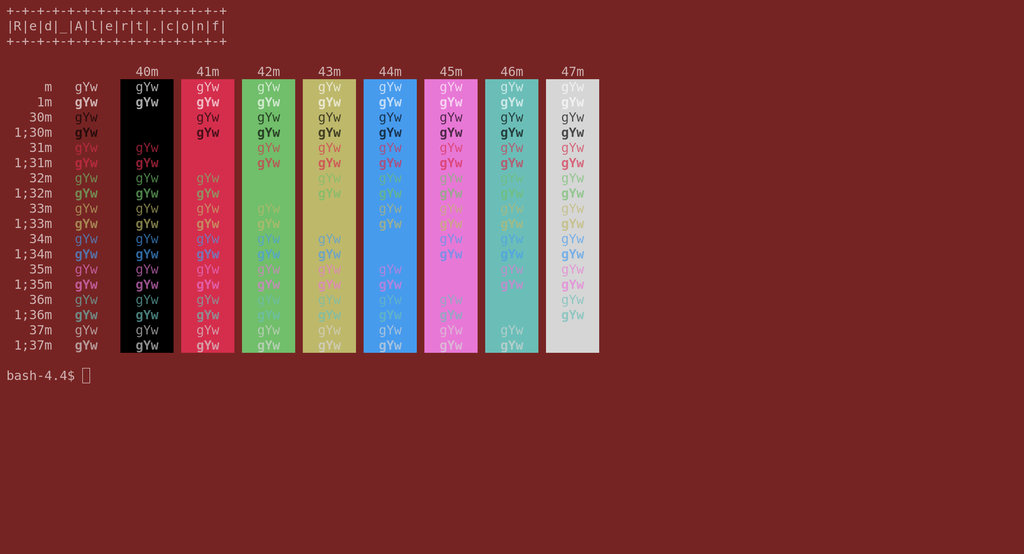 +-+-+-+-+-+-+-+-+-+-+-+-+-+-+
|R|e|d|_|A|l|e|r|t|.|c|o|n|f|
+-+-+-+-+-+-+-+-+-+-+-+-+-+-+
40m 41m 42m 43m 44m 45m 46m 47m
m gYw gYw gYw gYw gYw gYw gYw gYw gYw
1m gYw gYw gYw gYw gYw gYw gYw gYw gYw
30m gYw gYw gYw gYw gYw gYw gYw gYw
1;30m gYw gYw gYw gYw gYw gYw gYw gYw
31m gYw gYw gYw gYw gYw gYw gYw gYw
1;31m gYw gYw gYw gYw gYw gYw gYw gYw
32m gYw gYw gYw gYw gYw gYw gYw gYw
1;32m gYw gYw gYw gYw gYw gYw gYw gYw
33m gYw gYw gYw gYw gYw gYw gYw gYw
1;33m gYw gYw gYw gYw gYw gYw gYw gYw
34m gYw gYw gYw gYw gYw gYw gYw gYw
1;34m gYw gYw gYw gYw gYw gYw gYw gYw
35m gYw gYw gYw gYw gYw gYw gYw gYw
1;35m gYw gYw gYw gYw gYw gYw gYw gYw
36m gYw gYw gYw gYw gYw gYw gYw gYw
1;36m gYw gYw gYw gYw gYw gYw gYw gYw
37m gYw gYw gYw gYw gYw gYw gYw gYw
1;37m gYw gYw gYw gYw gYw gYw gYw gYw
bash-4.4$